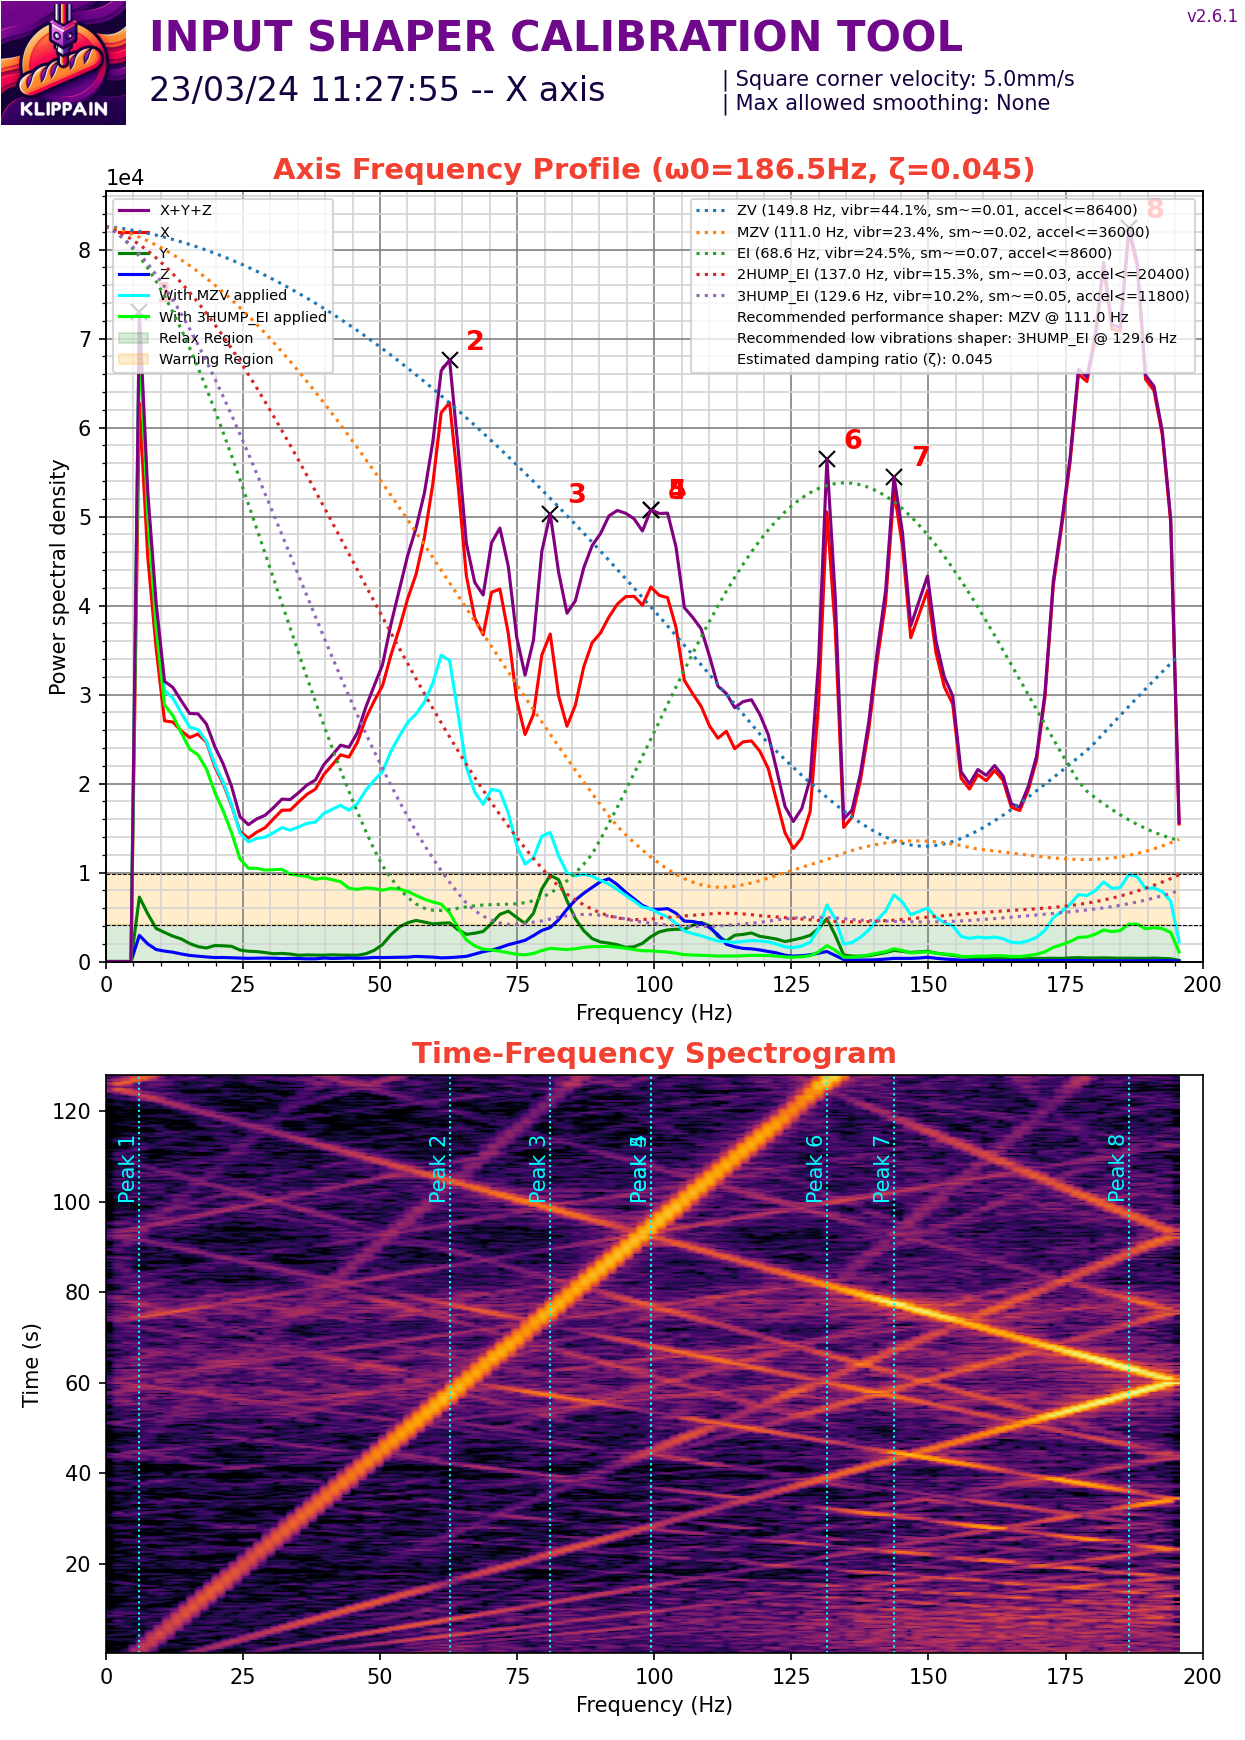 v2.6.1
INPUT SHAPER CALIBRATION TOOL
23/03/24 11:27:55 -- X axis
| Square corner velocity: 5.0mm/s
| Max allowed smoothing: None
KLIPPAIN
Axis Frequency Profile (ω0=186.5Hz, ζ=0.045)
1e4
X+Y+Z
X
Y
Z
With MZV applied
With 3HUMP_EI applied
Relax Region
Warning Region
ZV (149.8 Hz, vibr=44.1%, sm~=0.01, accel<=86400)
MZV (111.0 Hz, vibr=23.4%, sm~=0.02, accel<=36000)
EI (68.6 Hz, vibr=24.5%, sm~=0.07, accel<=8600)
2HUMP_EI (137.0 Hz, vibr=15.3%, sm~=0.03, accel<=20400)
3HUMP_EI (129.6 Hz, vibr=10.2%, sm~=0.05, accel<=11800)
Recommended performance shaper: MZV @ 111.0 Hz
Recommended low vibrations shaper: 3HUMP_EI @ 129.6 Hz
Estimated damping ratio (ζ): 0.045
8
2
3
6
7
Power spectral density
8
7
6
5
4
3
2
1
0
0 25 50 75 100 125 150 175 200
Frequency (Hz)
Time-Frequency Spectrogram
Peak 1
Peak 2
Peak 3
Peak 6
Peak 7
Peak 8
Time (s)
120
100
80
60
40
20
0 25 50 75 100 125 150 175 200
Frequency (Hz)